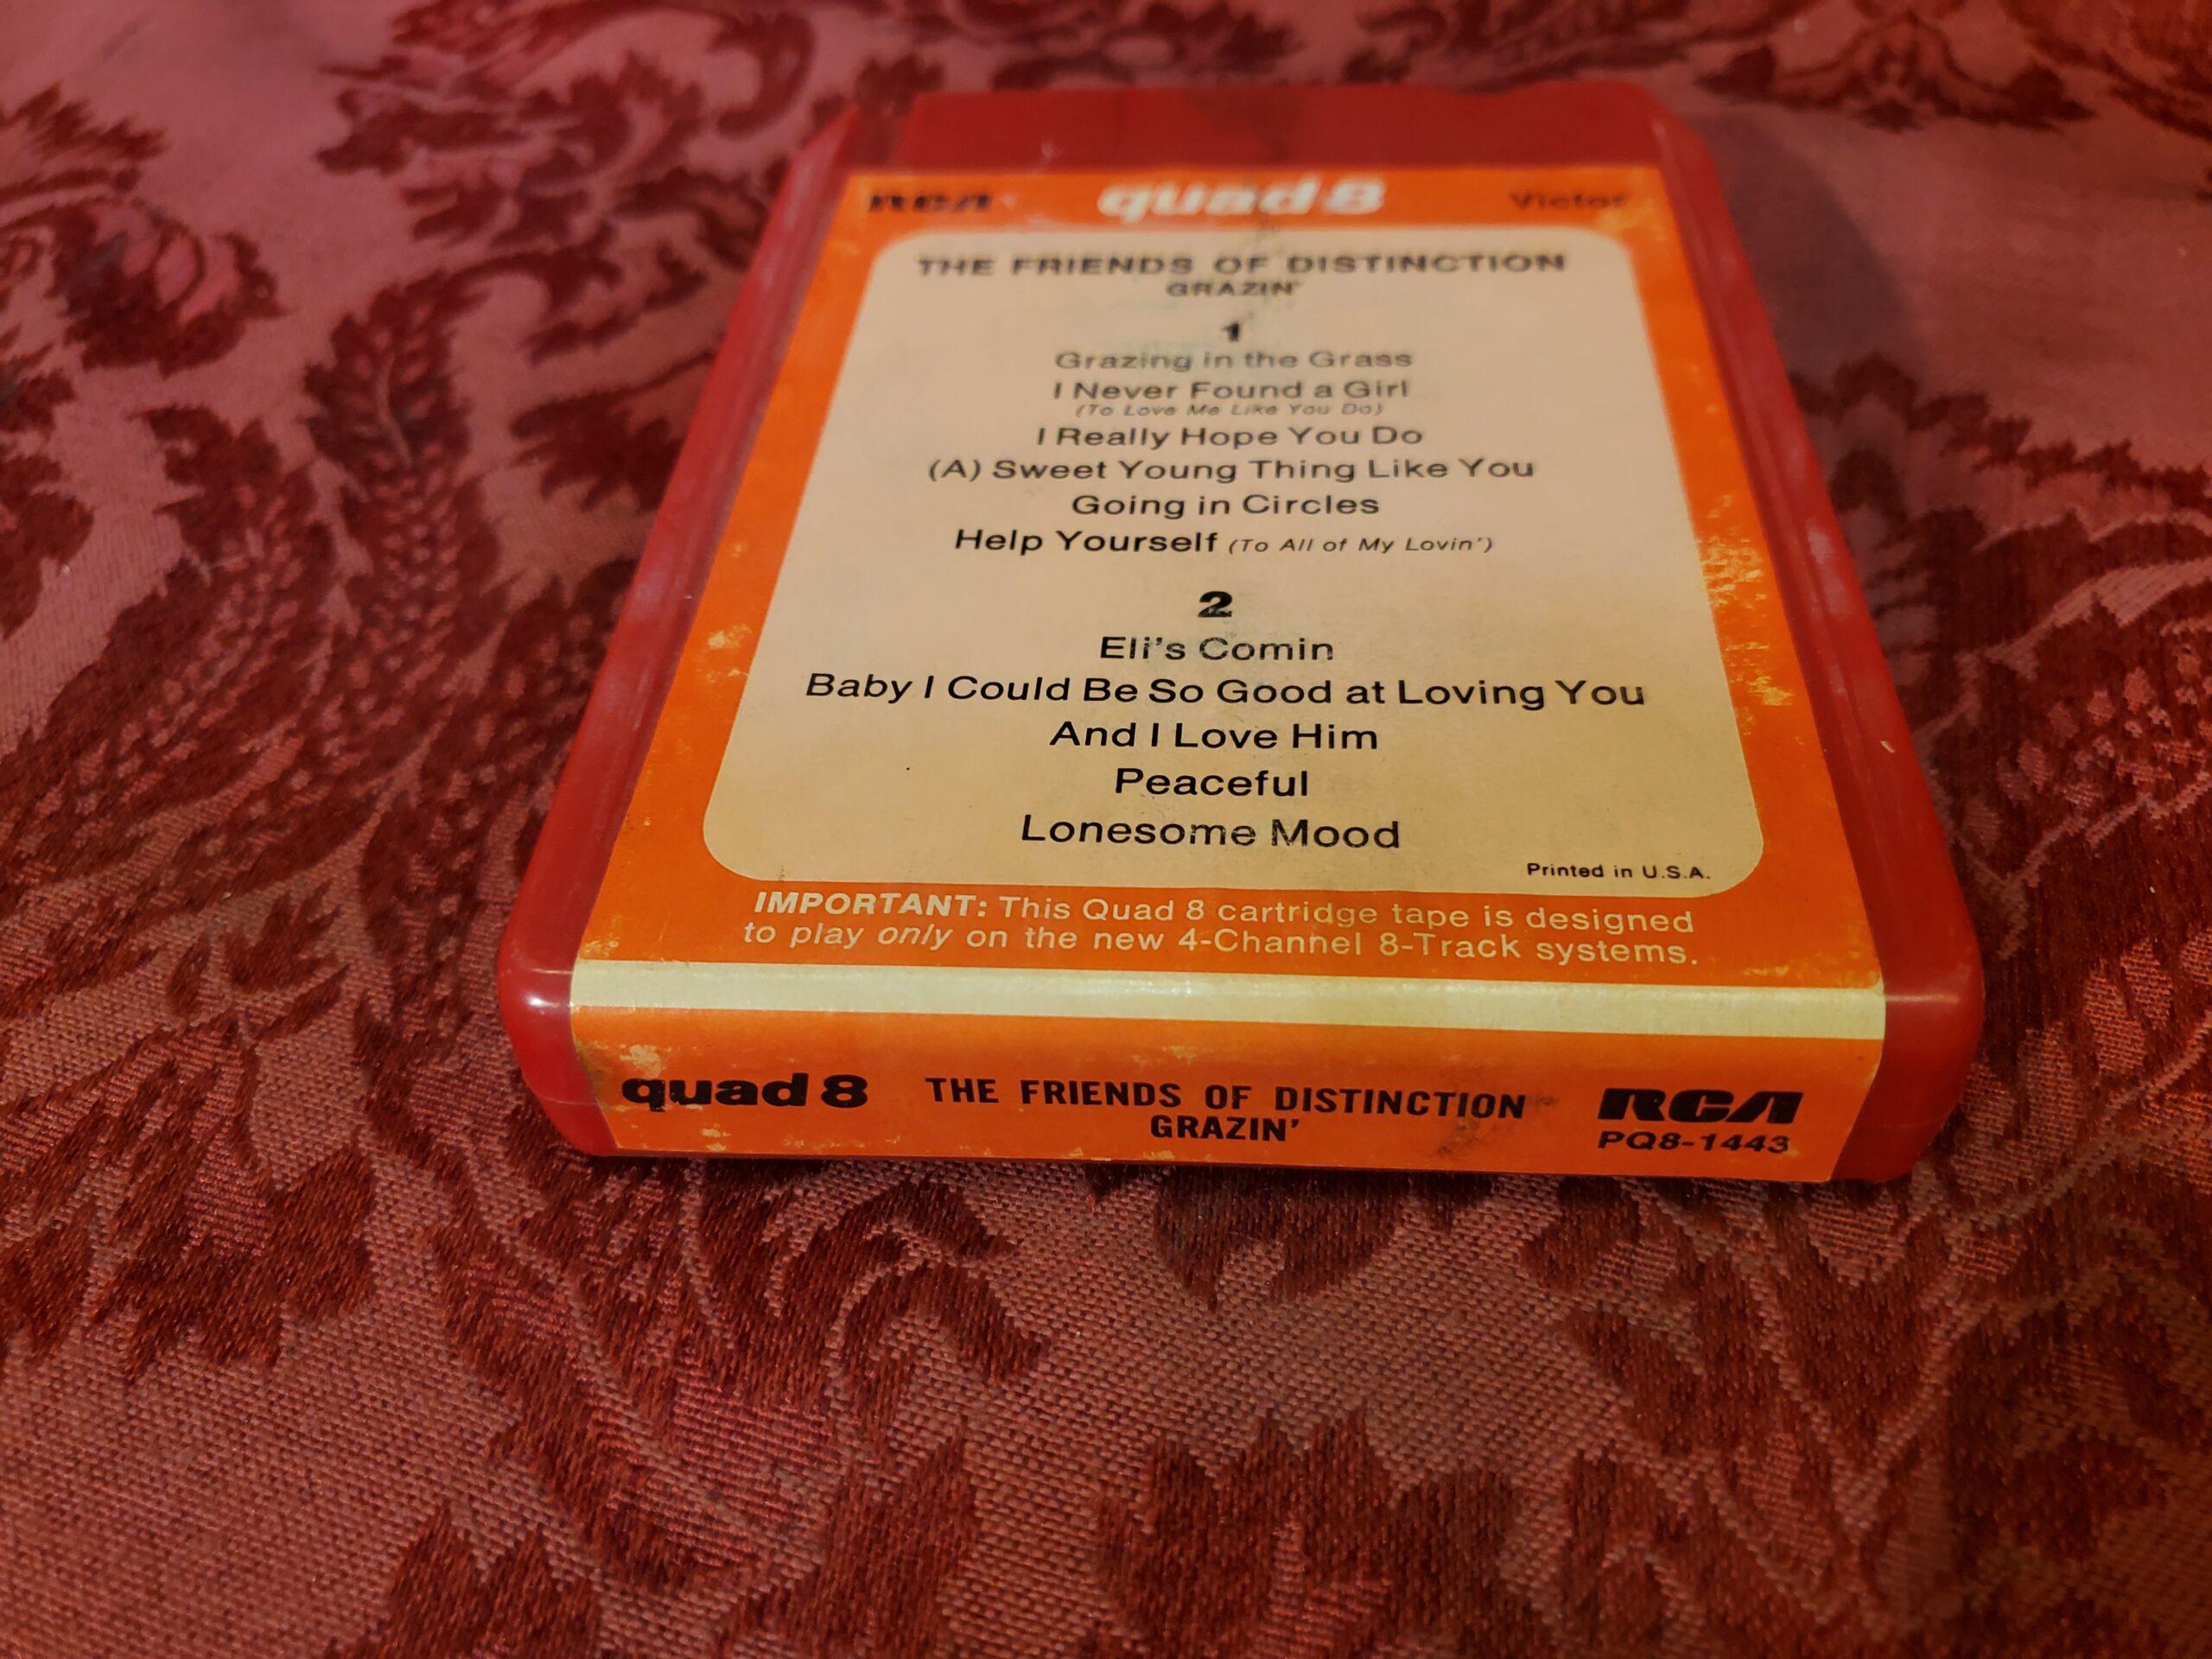 RCA quad8 Victor
THE FRIENDS OF DISTINCTION
GRAZIN'
1
Grazing in the Grass
I Never Found a Girl
(To Love Me Like You Do)
I Really Hope You Do
(A) Sweet Young Thing Like You
Going in Circles
Help Yourself (To All of My Lovin')
2
Eli's Comin
Baby I Could Be So Good at Loving You
And I Love Him
Peaceful
Lonesome Mood
Printed in U.S.A.
IMPORTANT: This Quad 8 cartridge tape is designed
to play only on the new 4-Channel 8-Track systems.
quad8 THE FRIENDS OF DISTINCTION RCA
GRAZIN' PQ8-1443